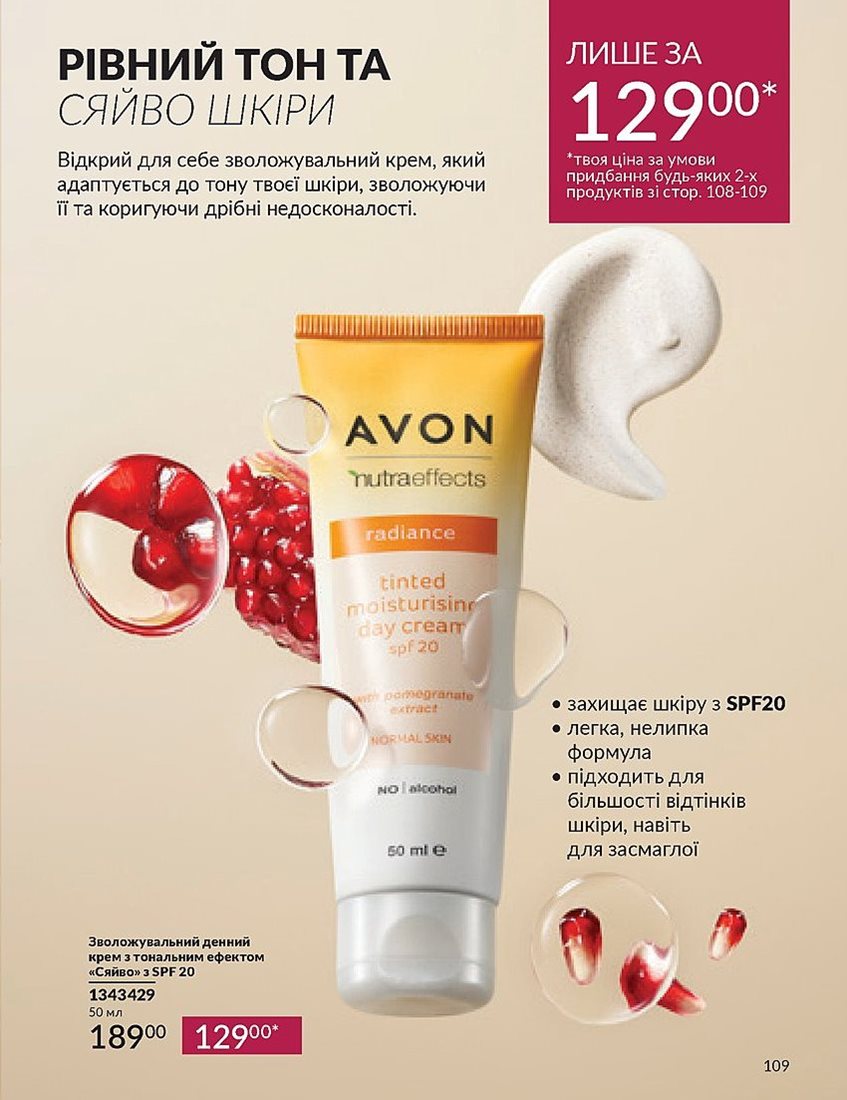 РІВНИЙ ТОН ТА
СЯЙВО ШКІРИ
Відкрий для себе зволожувальний крем, який
адаптується до тону твоєї шкіри, зволожуючи
її та коригуючи дрібні недосконалості.
ЛИШЕ ЗА
129⁰⁰*
*твоя ціна за умови
придбання будь-яких 2-х
продуктів зі стор. 108-109
AVON
nutraeffects
radiance
tinted
moisturising
day cream
spf 20
with pomegranate
extract
NORMAL SKIN
NO | alcohol
50 ml e
• захищає шкіру з SPF20
• легка, нелипка
формула
• підходить для
більшості відтінків
шкіри, навіть
для засмаглої
Зволожувальний денний
крем з тональним ефектом
«Сяйво» з SPF 20
1343429
50 мл
189⁰⁰ 129⁰⁰*
109